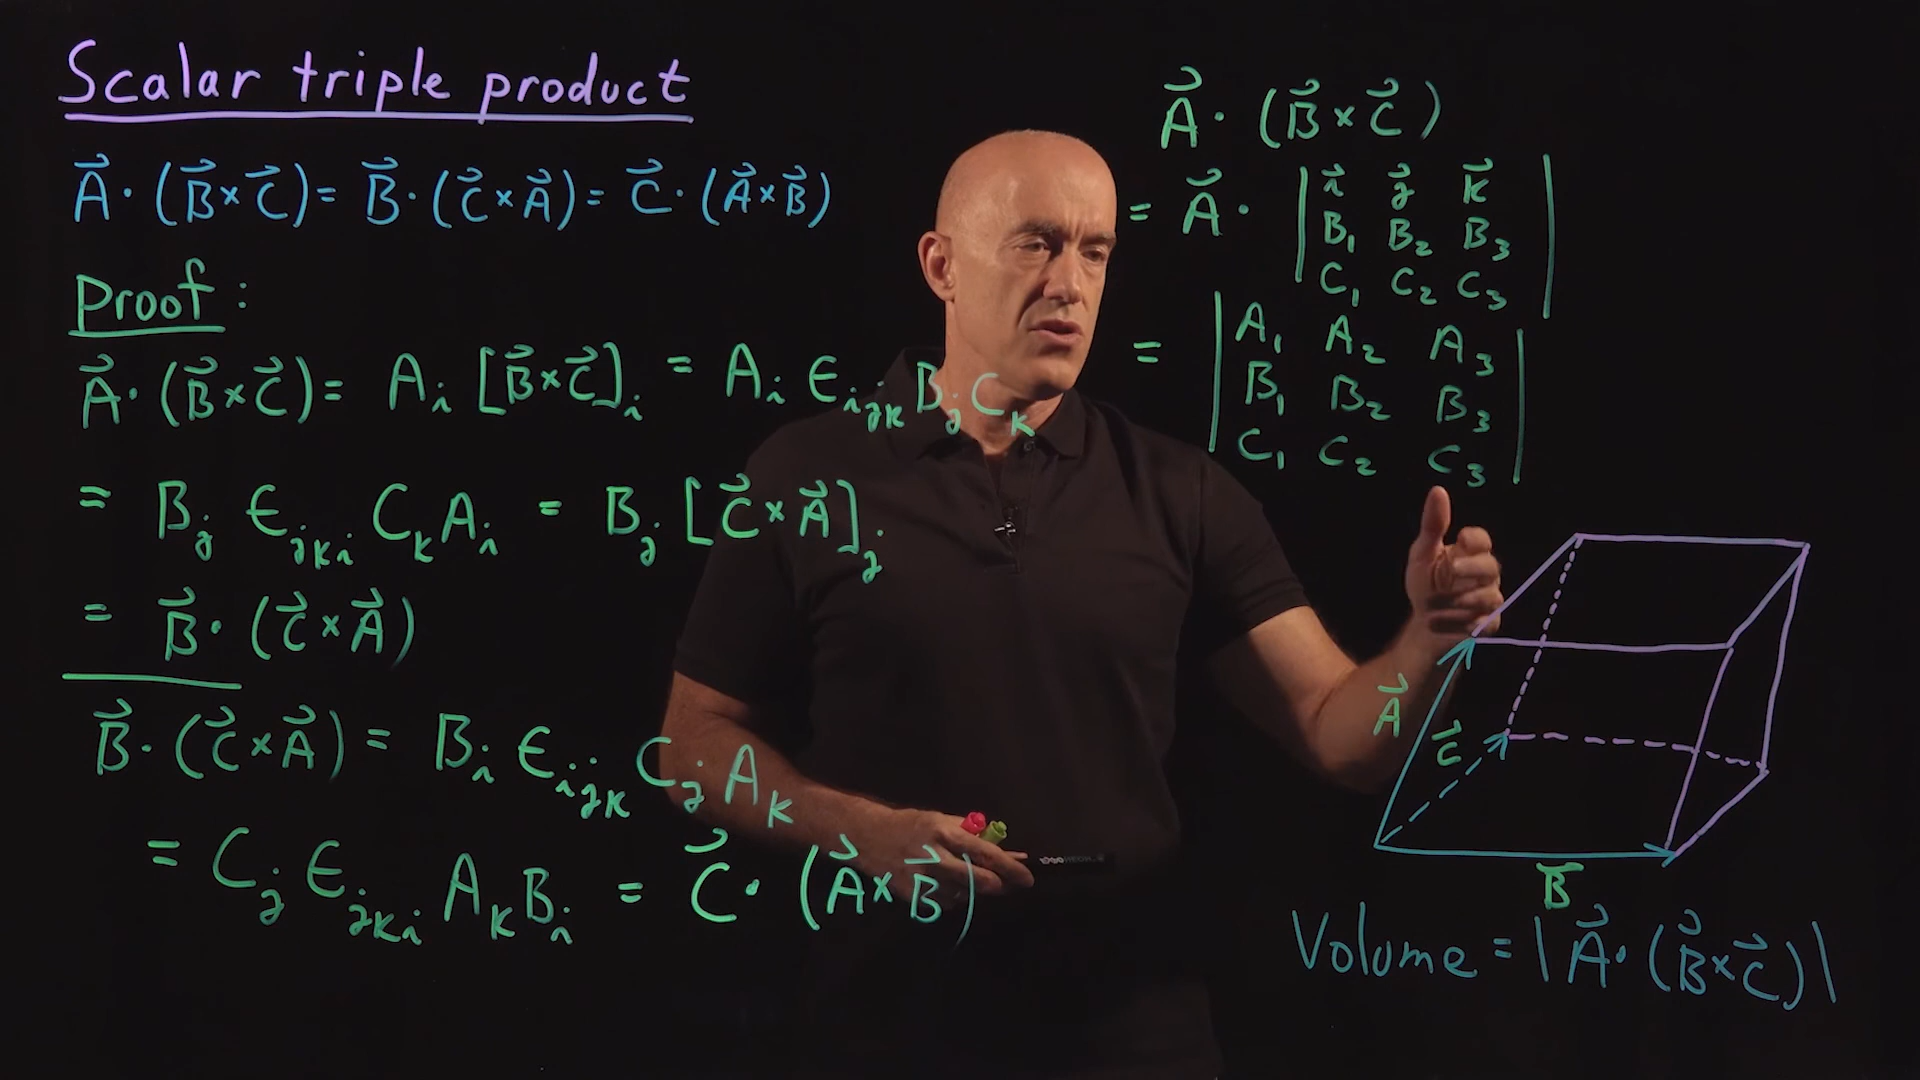 Scalar triple product
A⃗ · (B⃗ × C⃗) = B⃗ · (C⃗ × A⃗) = C⃗ · (A⃗ × B⃗)
Proof:
A⃗ · (B⃗ × C⃗) = Aᵢ [B⃗ × C⃗]ᵢ = Aᵢ ϵᵢⱼₖ Bⱼ Cₖ
= Bⱼ ϵⱼₖᵢ Cₖ Aᵢ = Bⱼ [C⃗ × A⃗]ⱼ
= B⃗ · (C⃗ × A⃗)
B⃗ · (C⃗ × A⃗) = Bᵢ ϵᵢⱼₖ Cⱼ Aₖ
= Cⱼ ϵⱼₖᵢ Aₖ Bᵢ = C⃗ · (A⃗ × B⃗)
A⃗ · (B⃗ × C⃗)
= A⃗ · | i⃗ j⃗ k⃗ |
B₁ B₂ B₃
C₁ C₂ C₃
= | A₁ A₂ A₃ |
B₁ B₂ B₃
C₁ C₂ C₃
A⃗
C⃗
B⃗
Volume = |A⃗ · (B⃗ × C⃗)|